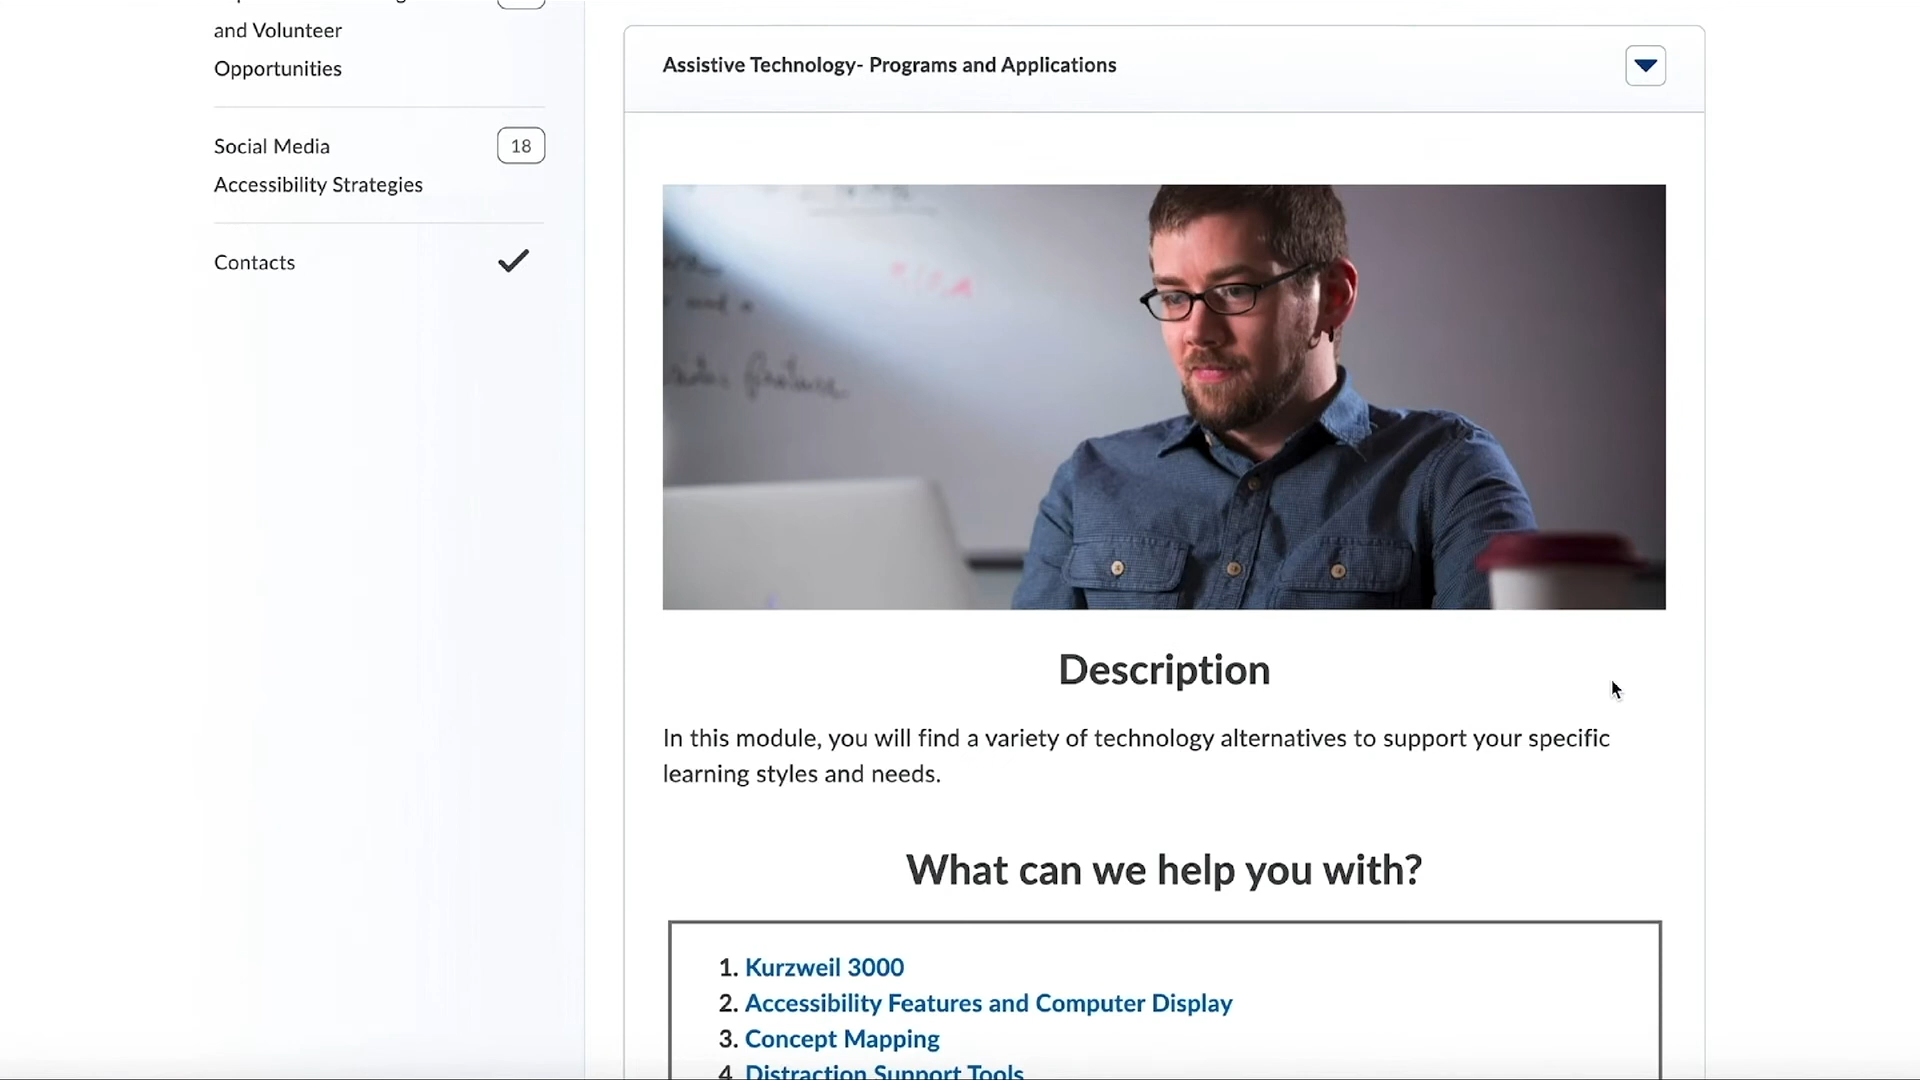 and Volunteer
Opportunities
Social Media
Accessibility Strategies
18
Contacts
Assistive Technology- Programs and Applications
Description
In this module, you will find a variety of technology alternatives to support your specific
learning styles and needs.
What can we help you with?
1. Kurzweil 3000
2. Accessibility Features and Computer Display
3. Concept Mapping
4. Distraction Support Tools